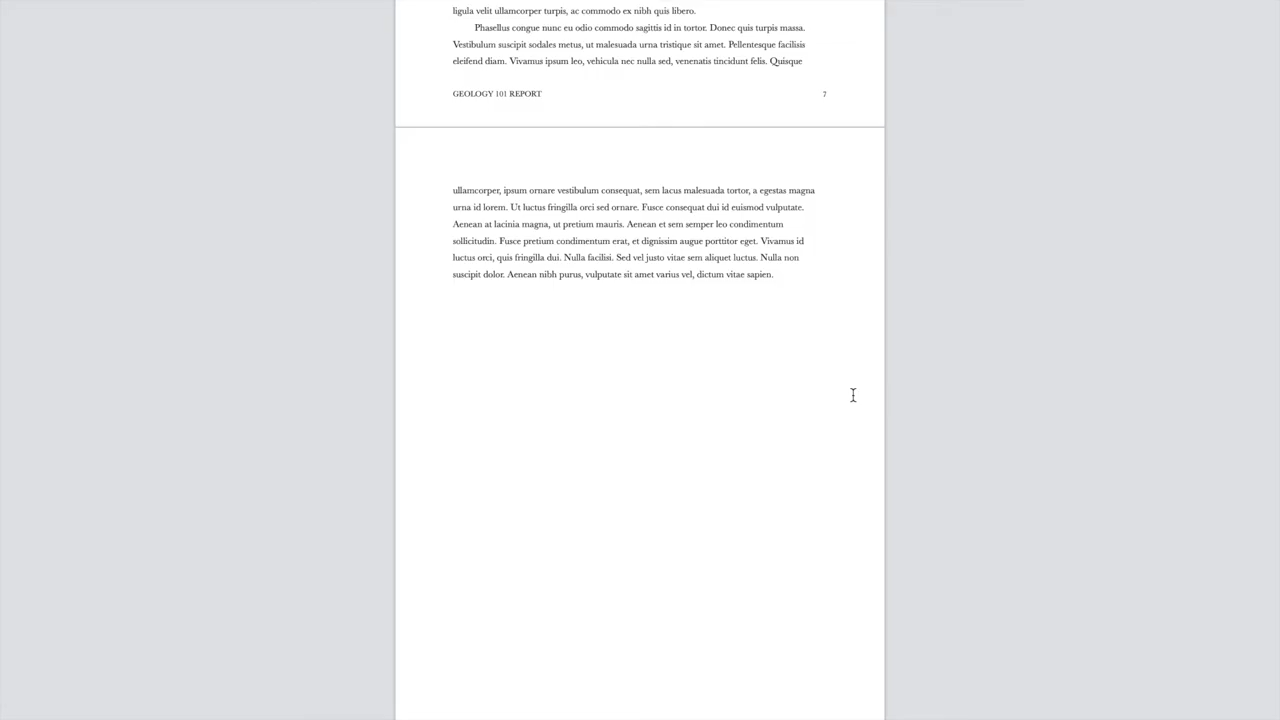 ligula velit ullamcorper turpis, ac commodo ex nibh quis libero.
Phasellus congue nunc eu odio commodo sagittis id in tortor. Donec quis turpis massa.
Vestibulum suscipit sodales metus, ut malesuada urna tristique sit amet. Pellentesque facilisis
eleifend diam. Vivamus ipsum leo, vehicula nec nulla sed, venenatis tincidunt felis. Quisque
GEOLOGY 101 REPORT 7
ullamcorper, ipsum ornare vestibulum consequat, sem lacus malesuada tortor, a egestas magna
urna id lorem. Ut luctus fringilla orci sed ornare. Fusce consequat dui id euismod vulputate.
Aenean at lacinia magna, ut pretium mauris. Aenean et sem semper leo condimentum
sollicitudin. Fusce pretium condimentum erat, et dignissim augue porttitor eget. Vivamus id
luctus orci, quis fringilla dui. Nulla facilisi. Sed vel justo vitae sem aliquet luctus. Nulla non
suscipit dolor. Aenean nibh purus, vulputate sit amet varius vel, dictum vitae sapien.